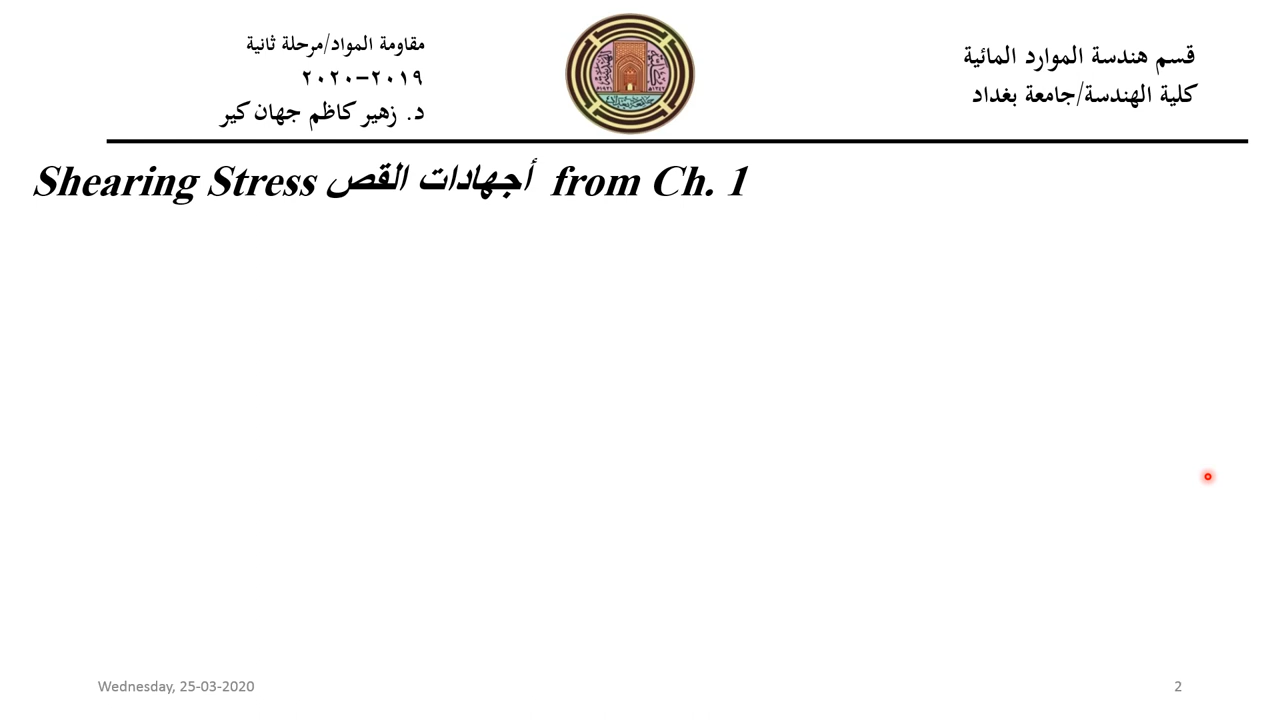 قسم هندسة الموارد المائية
كلية الهندسة/جامعة بغداد
مقاومة المواد/مرحلة ثانية
٢٠١٩-٢٠٢٠
د. زهير كاظم جهان كير
Shearing Stress أجهادات القص from Ch. 1
Wednesday, 25-03-2020
2